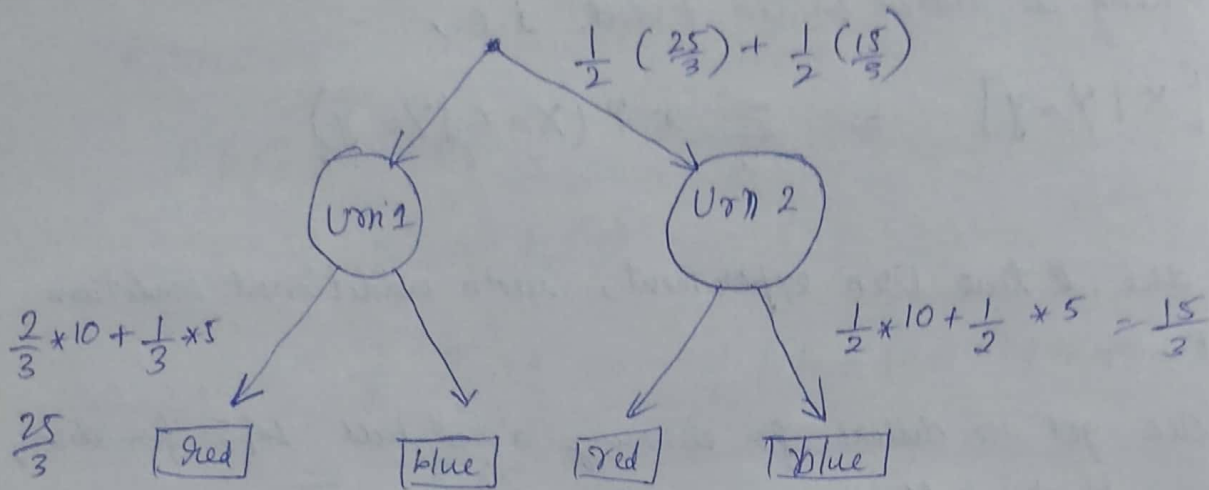 1/2 (25/3) + 1/2 (15/5)
Urn 1
Urn 2
2/3 * 10 + 1/3 * 5
1/2 * 10 + 1/2 * 5 = 15/2
25/3
red
blue
red
blue